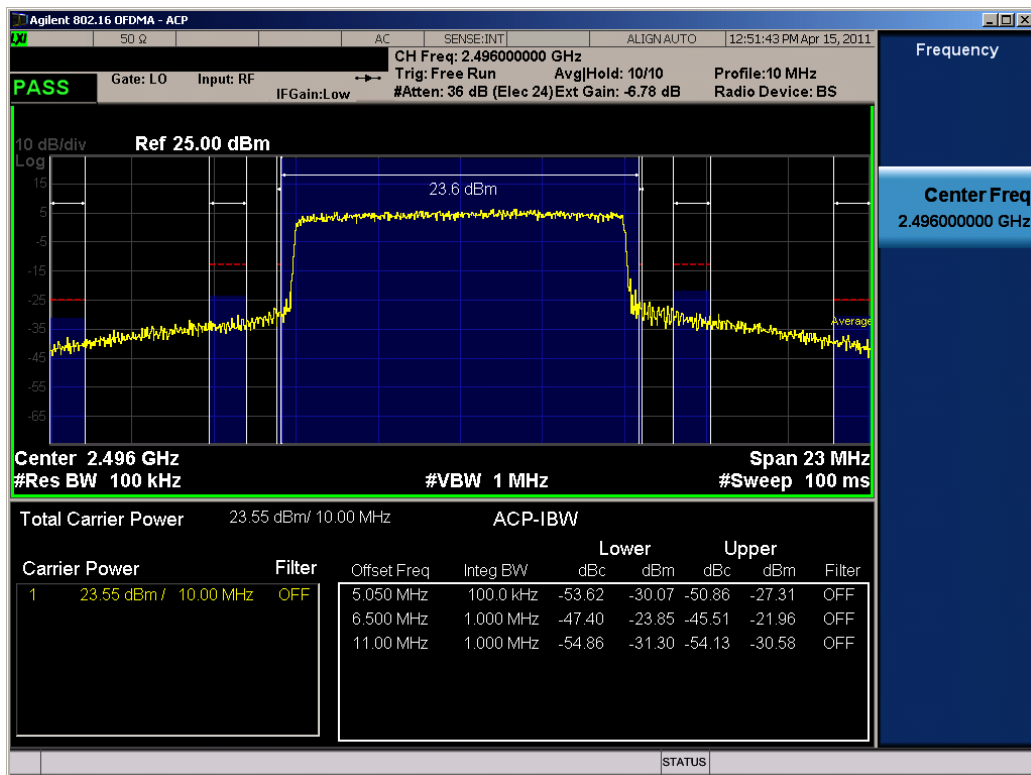 Agilent 802.16 OFDMA - ACP
LXI 50 Ω AC SENSE:INT ALIGN AUTO 12:51:43 PM Apr 15, 2011
CH Freq: 2.496000000 GHz
PASS Gate: LO Input: RF Trig: Free Run Avg|Hold: 10/10 Profile:10 MHz
IFGain:Low #Atten: 36 dB (Elec 24) Ext Gain: -6.78 dB Radio Device: BS
Frequency
Center Freq
2.496000000 GHz
10 dB/div Ref 25.00 dBm
Log
15
23.6 dBm
5
-5
-15
-25
Average
-35
-45
-55
-65
Center 2.496 GHz Span 23 MHz
#Res BW 100 kHz #VBW 1 MHz #Sweep 100 ms
Total Carrier Power 23.55 dBm/ 10.00 MHz ACP-IBW
Lower Upper
Carrier Power Filter Offset Freq Integ BW dBc dBm dBc dBm Filter
1 23.55 dBm / 10.00 MHz OFF 5.050 MHz 100.0 kHz -53.62 -30.07 -50.86 -27.31 OFF
6.500 MHz 1.000 MHz -47.40 -23.85 -45.51 -21.96 OFF
11.00 MHz 1.000 MHz -54.86 -31.30 -54.13 -30.58 OFF
STATUS